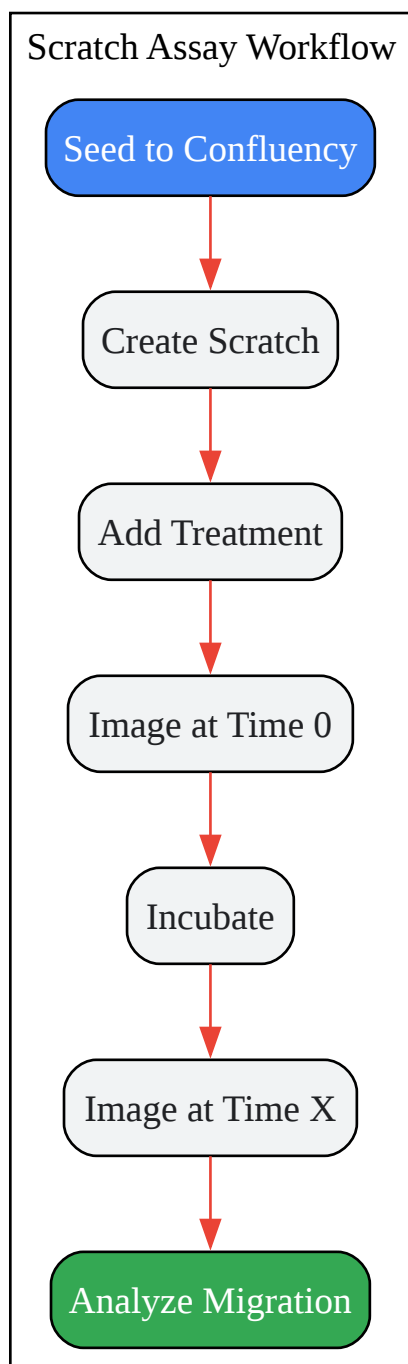 Scratch Assay Workflow
Seed to Confluency
Create Scratch
Add Treatment
Image at Time 0
Incubate
Image at Time X
Analyze Migration